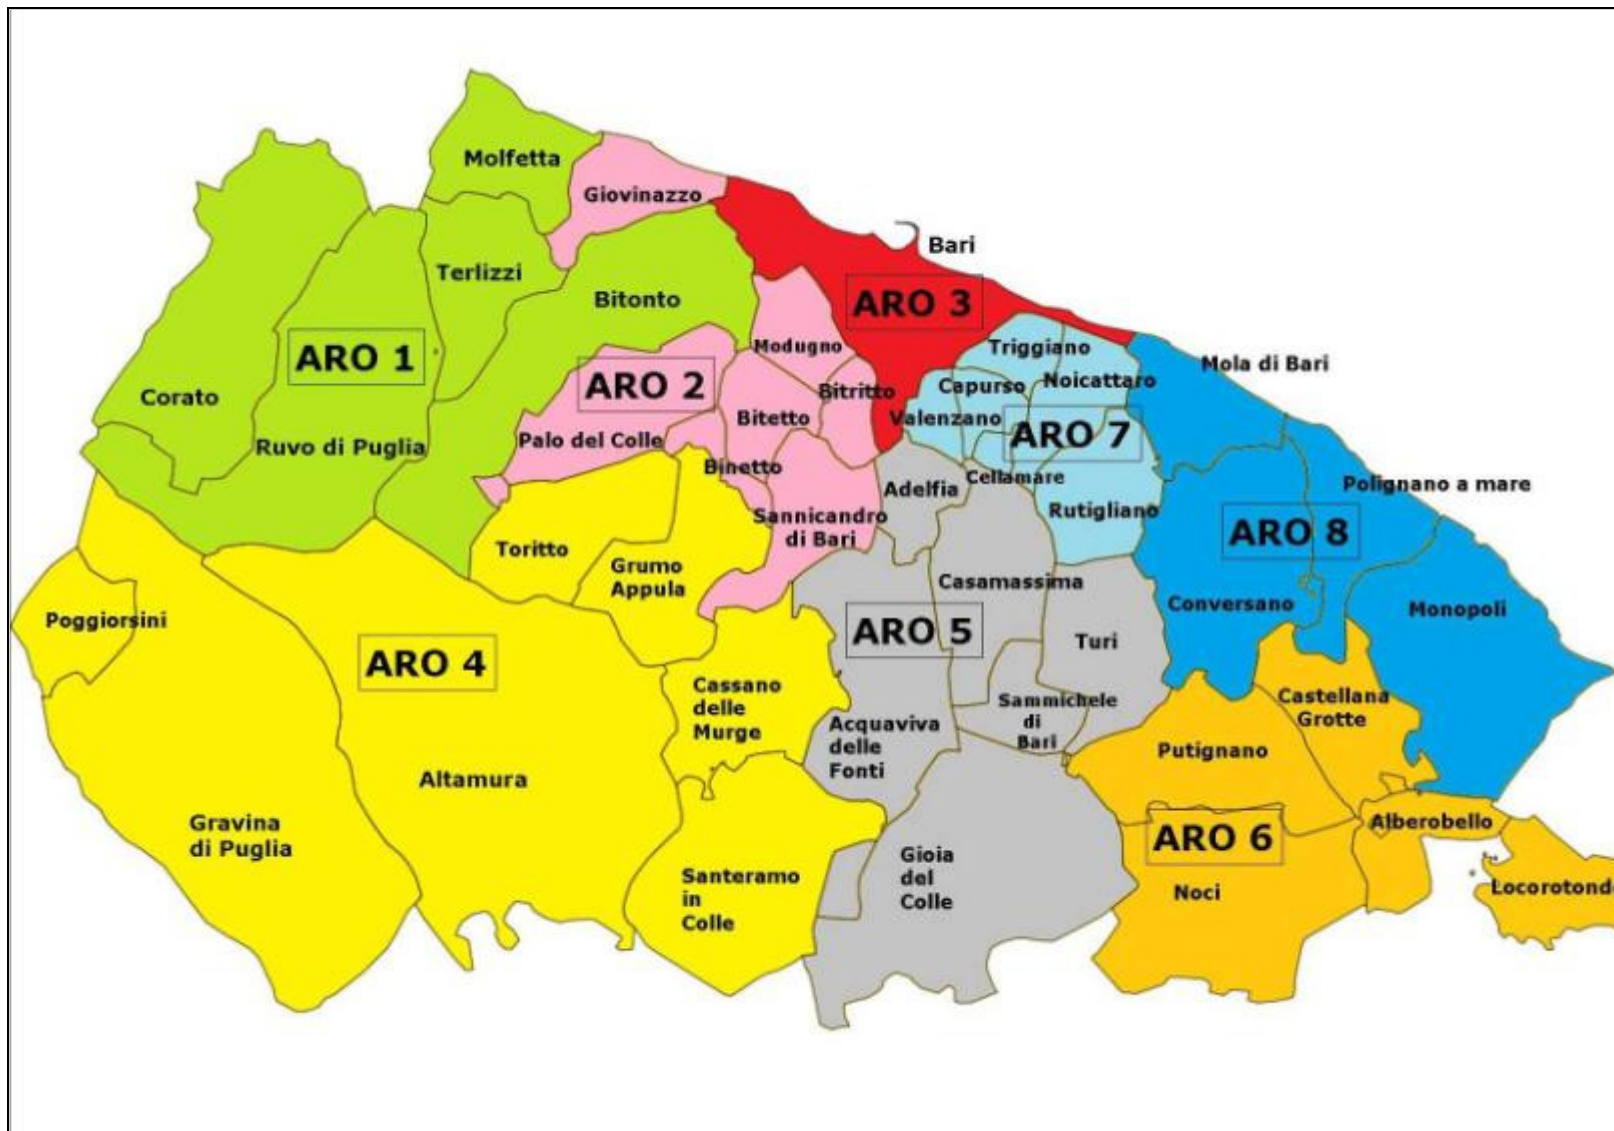 Molfetta
Giovinazzo
Bari
Terlizzi
Bitonto
ARO 3
ARO 1
Modugno
Triggiano
Mola di Bari
Corato
ARO 2
Bitritto
Capurso
Noicattaro
Ruvo di Puglia
Palo del Colle
Bitetto
Valenzano
ARO 7
Binetto
Adelfia
Cellamare
Polignano a mare
Sannicandro
di Bari
Rutigliano
ARO 8
Toritto
Grumo
Appula
Casamassima
Conversano
Monopoli
Poggiorsini
ARO 4
ARO 5
Turi
Cassano
delle
Murge
Sammichele
di
Bari
Castellana
Grotte
Acquaviva
delle
Fonti
Putignano
Altamura
Gravina
di Puglia
ARO 6
Alberobello
Santeramo
in
Colle
Gioia
del
Colle
Noci
Locorotondo